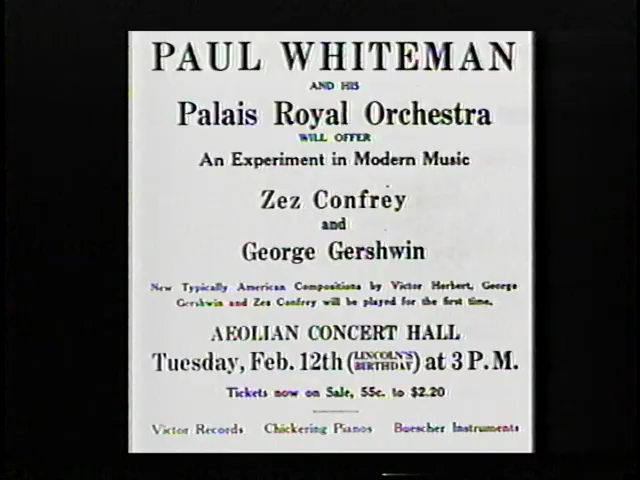 PAUL WHITEMAN
AND HIS
Palais Royal Orchestra
WILL OFFER
An Experiment in Modern Music
Zez Confrey
and
George Gershwin
New Typically American Compositions by Victor Herbert, George
Gershwin and Zez Confrey will be played for the first time.
AEOLIAN CONCERT HALL
Tuesday, Feb. 12th (LINCOLN'S BIRTHDAY) at 3 P.M.
Tickets now on Sale, 55c. to $2.20
Victor Records Chickering Pianos Buescher Instruments